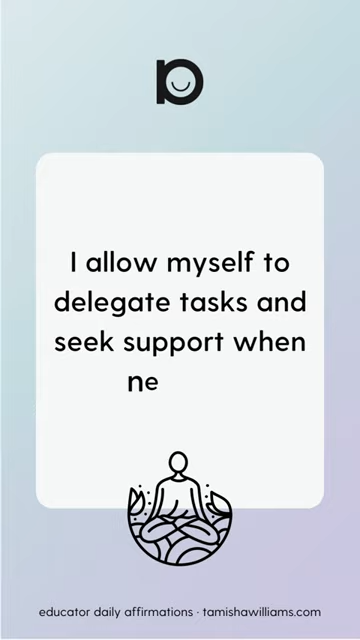 I allow myself to
delegate tasks and
seek support when
ne
educator daily affirmations · tamishawilliams.com